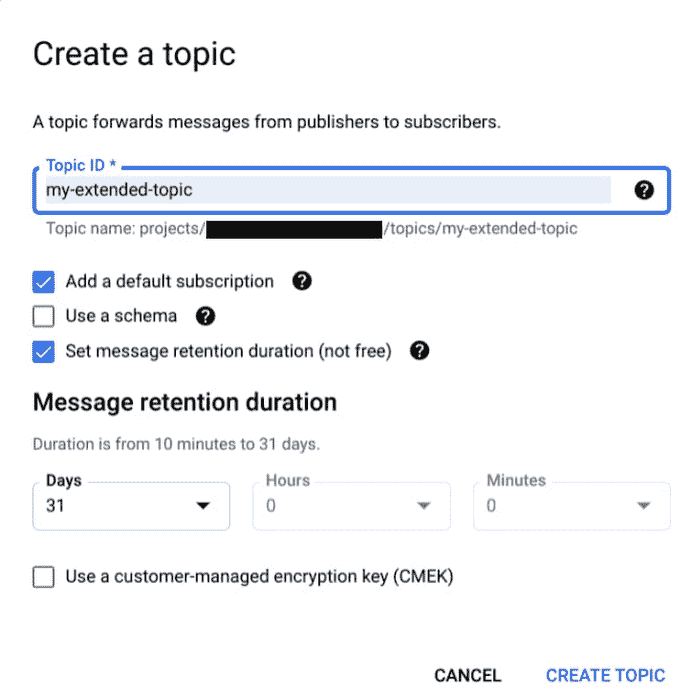 Create a topic
A topic forwards messages from publishers to subscribers.
Topic ID *
my-extended-topic
Topic name: projects/ /topics/my-extended-topic
Add a default subscription
Use a schema
Set message retention duration (not free)
Message retention duration
Duration is from 10 minutes to 31 days.
Days Hours Minutes
31 0 0
Use a customer-managed encryption key (CMEK)
CANCEL CREATE TOPIC